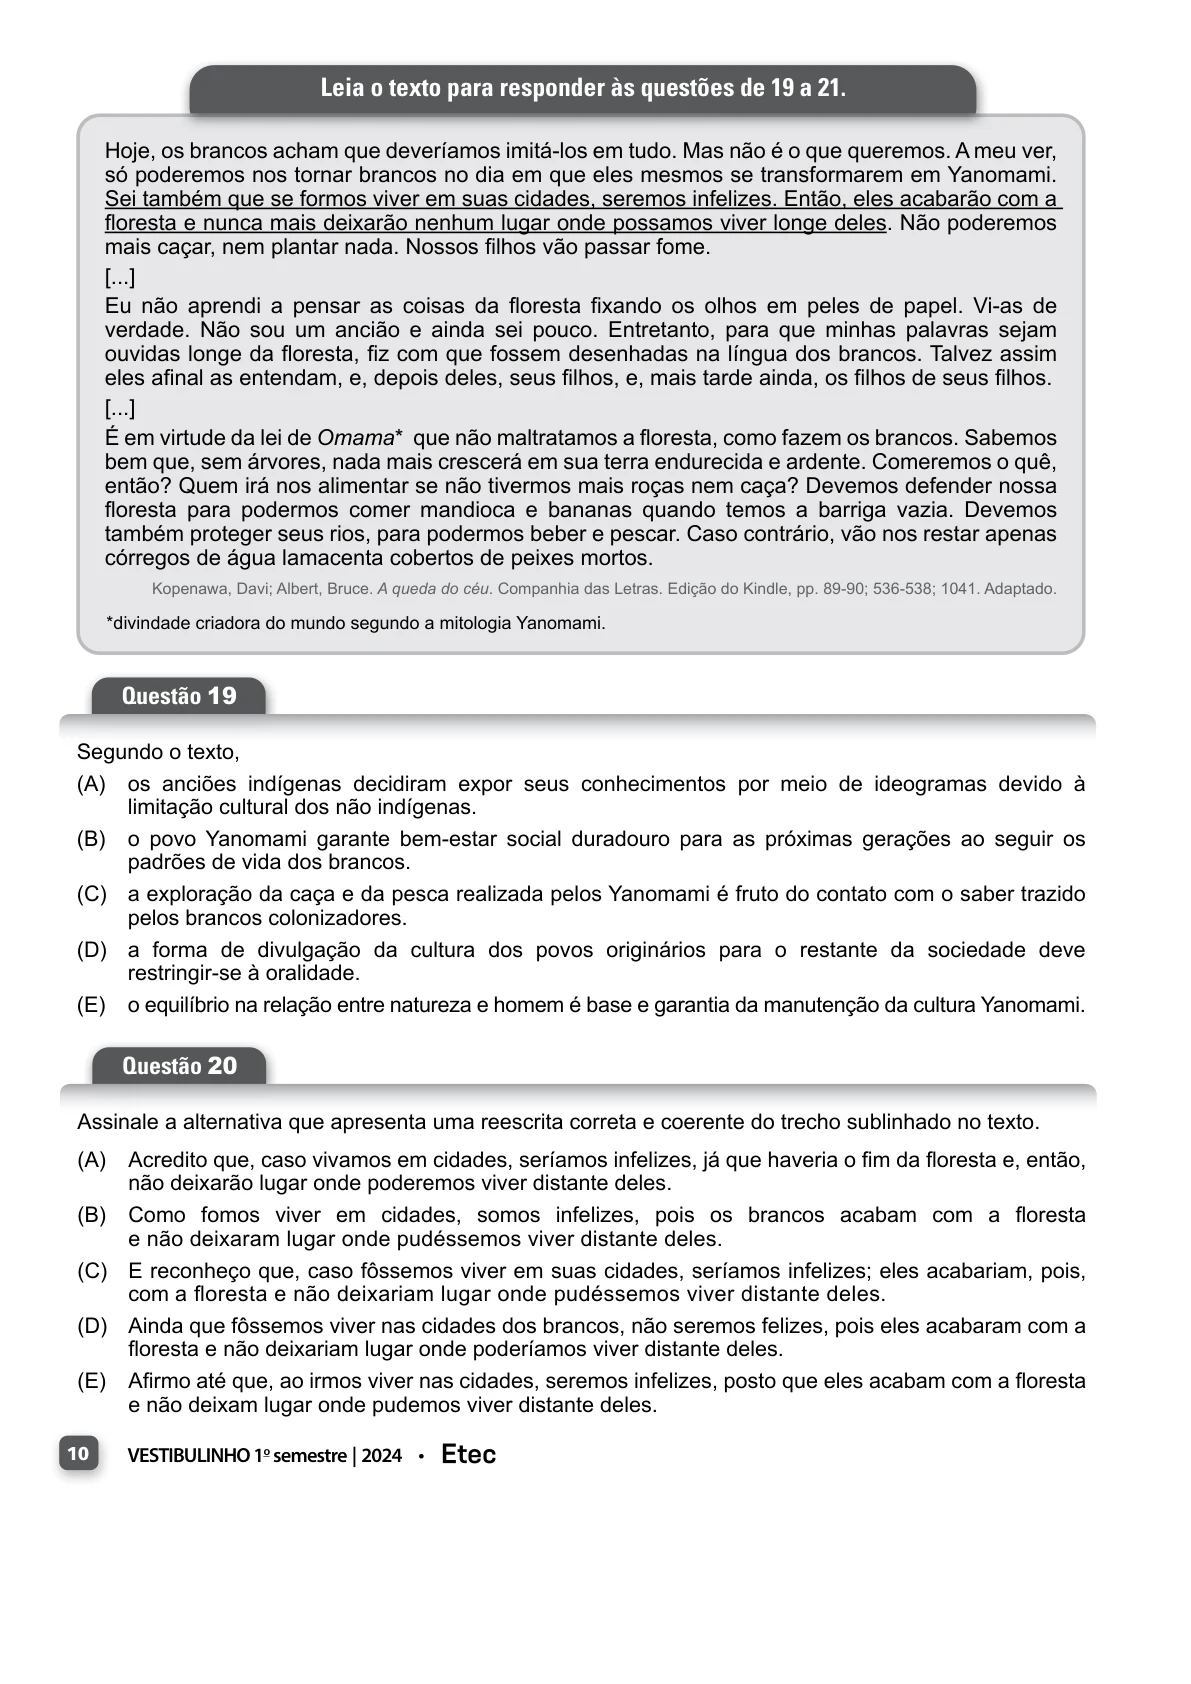 Leia o texto para responder às questões de 19 a 21.
Hoje, os brancos acham que deveríamos imitá-los em tudo. Mas não é o que queremos. A meu ver,
só poderemos nos tornar brancos no dia em que eles mesmos se transformarem em Yanomami.
Sei também que se formos viver em suas cidades, seremos infelizes. Então, eles acabarão com a
floresta e nunca mais deixarão nenhum lugar onde possamos viver longe deles. Não poderemos
mais caçar, nem plantar nada. Nossos filhos vão passar fome.
[...]
Eu não aprendi a pensar as coisas da floresta fixando os olhos em peles de papel. Vi-as de
verdade. Não sou um ancião e ainda sei pouco. Entretanto, para que minhas palavras sejam
ouvidas longe da floresta, fiz com que fossem desenhadas na língua dos brancos. Talvez assim
eles afinal as entendam, e, depois deles, seus filhos, e, mais tarde ainda, os filhos de seus filhos.
[...]
É em virtude da lei de Omama* que não maltratamos a floresta, como fazem os brancos. Sabemos
bem que, sem árvores, nada mais crescerá em sua terra endurecida e ardente. Comeremos o quê,
então? Quem irá nos alimentar se não tivermos mais roças nem caça? Devemos defender nossa
floresta para podermos comer mandioca e bananas quando temos a barriga vazia. Devemos
também proteger seus rios, para podermos beber e pescar. Caso contrário, vão nos restar apenas
córregos de água lamacenta cobertos de peixes mortos.
Kopenawa, Davi; Albert, Bruce. A queda do céu. Companhia das Letras. Edição do Kindle, pp. 89-90; 536-538; 1041. Adaptado.
*divindade criadora do mundo segundo a mitologia Yanomami.
Questão 19
Segundo o texto,
(A) os anciões indígenas decidiram expor seus conhecimentos por meio de ideogramas devido à
limitação cultural dos não indígenas.
(B) o povo Yanomami garante bem-estar social duradouro para as próximas gerações ao seguir os
padrões de vida dos brancos.
(C) a exploração da caça e da pesca realizada pelos Yanomami é fruto do contato com o saber trazido
pelos brancos colonizadores.
(D) a forma de divulgação da cultura dos povos originários para o restante da sociedade deve
restringir-se à oralidade.
(E) o equilíbrio na relação entre natureza e homem é base e garantia da manutenção da cultura Yanomami.
Questão 20
Assinale a alternativa que apresenta uma reescrita correta e coerente do trecho sublinhado no texto.
(A) Acredito que, caso vivamos em cidades, seríamos infelizes, já que haveria o fim da floresta e, então,
não deixarão lugar onde poderemos viver distante deles.
(B) Como fomos viver em cidades, somos infelizes, pois os brancos acabam com a floresta
e não deixaram lugar onde pudéssemos viver distante deles.
(C) E reconheço que, caso fôssemos viver em suas cidades, seríamos infelizes; eles acabariam, pois,
com a floresta e não deixariam lugar onde pudéssemos viver distante deles.
(D) Ainda que fôssemos viver nas cidades dos brancos, não seremos felizes, pois eles acabaram com a
floresta e não deixariam lugar onde poderíamos viver distante deles.
(E) Afirmo até que, ao irmos viver nas cidades, seremos infelizes, posto que eles acabam com a floresta
e não deixam lugar onde pudemos viver distante deles.
10 VESTIBULINHO 1º semestre | 2024 • Etec